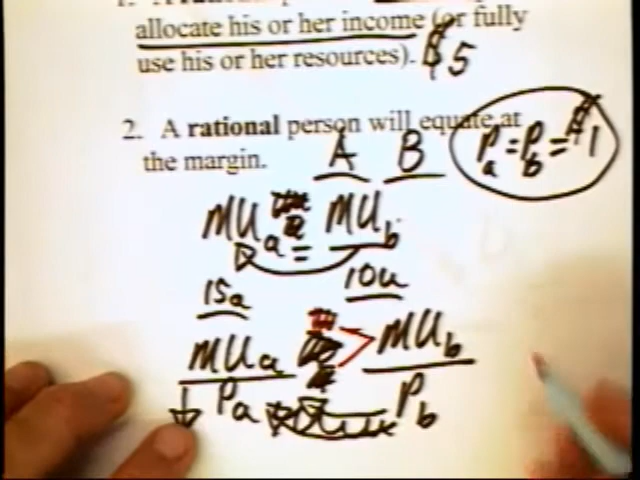 allocate his or her income (or fully
use his or her resources). $5
2. A rational person will equate at
the margin. A B
Pa = Pb = $1
MUa = MUb
15u 10u
MUa > MUb
Pa Pb